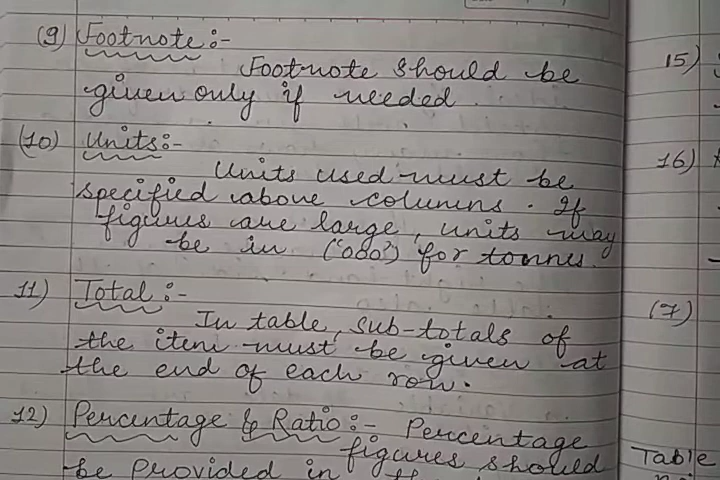 (9) Footnote:-
Footnote should be
given only if needed.
(10) Units:-
Units used must be
specified above columns. If
figures are large, units may
be in ('000') for tonnes.
11) Total:-
In table, sub-totals of
the item must be given at
the end of each row.
12) Percentage & Ratio:- Percentage
figures should
be provided in
15)
16)
(7)
Table